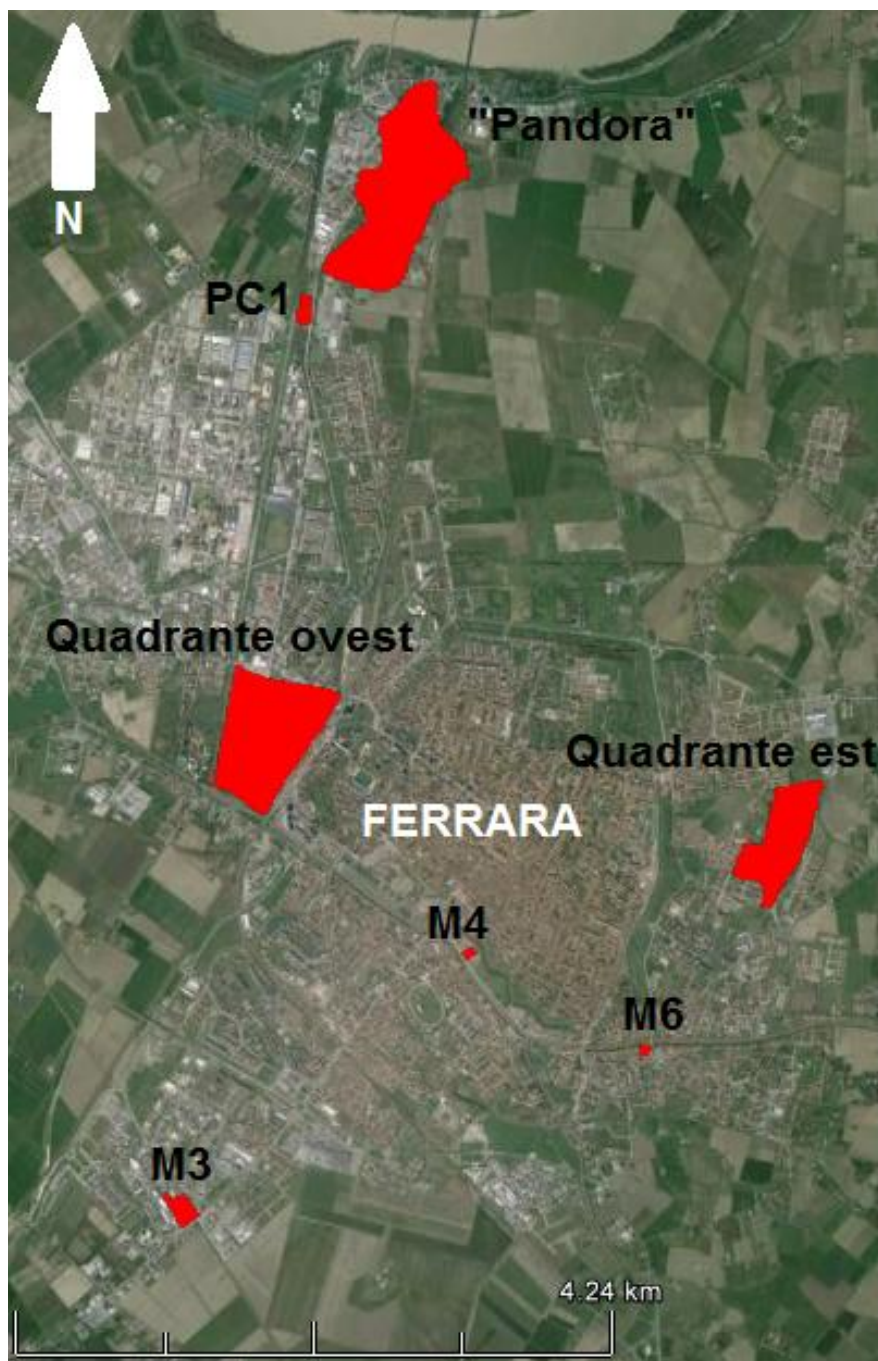 "Pandora"
N
PC1
Quadrante ovest
Quadrante est
FERRARA
M4
M6
M3
4.24 km